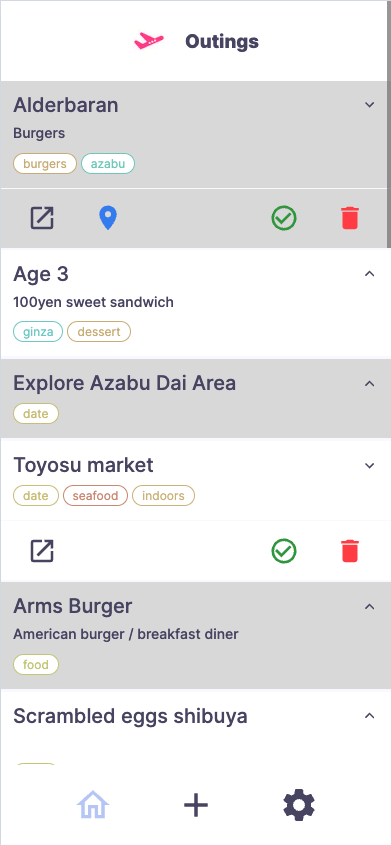 Outings
Alderbaran
Burgers
burgers azabu
Age 3
100yen sweet sandwich
ginza dessert
Explore Azabu Dai Area
date
Toyosu market
date seafood indoors
Arms Burger
American burger / breakfast diner
food
Scrambled eggs shibuya